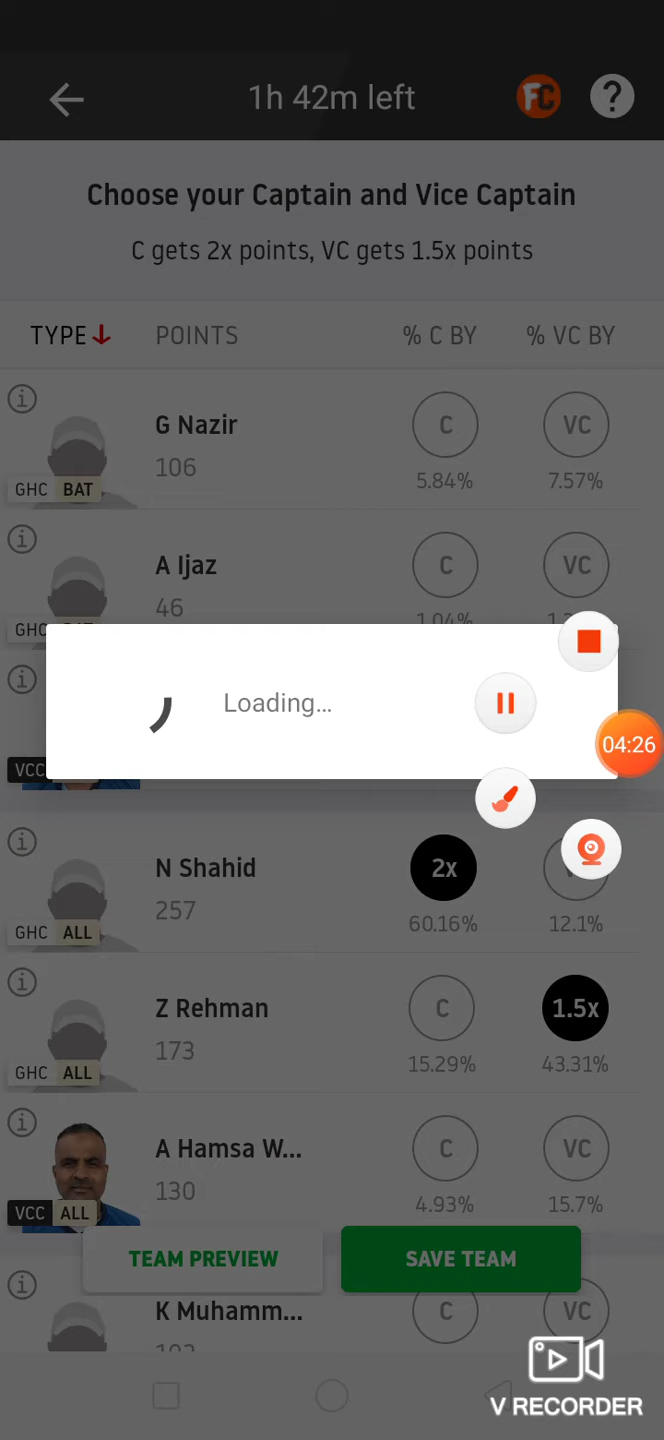 1h 42m left
FC
?
Choose your Captain and Vice Captain
C gets 2x points, VC gets 1.5x points
TYPE POINTS % C BY % VC BY
G Nazir
106
C
VC
5.84%
7.57%
GHC BAT
A Ijaz
46
C
VC
1.04%
GHC
Loading...
04:26
VCC
N Shahid
257
2x
60.16%
12.1%
GHC ALL
Z Rehman
173
C
1.5x
15.29%
43.31%
GHC ALL
A Hamsa W...
130
C
VC
4.93%
15.7%
VCC ALL
TEAM PREVIEW
SAVE TEAM
K Muhamm...
C
VC
V RECORDER